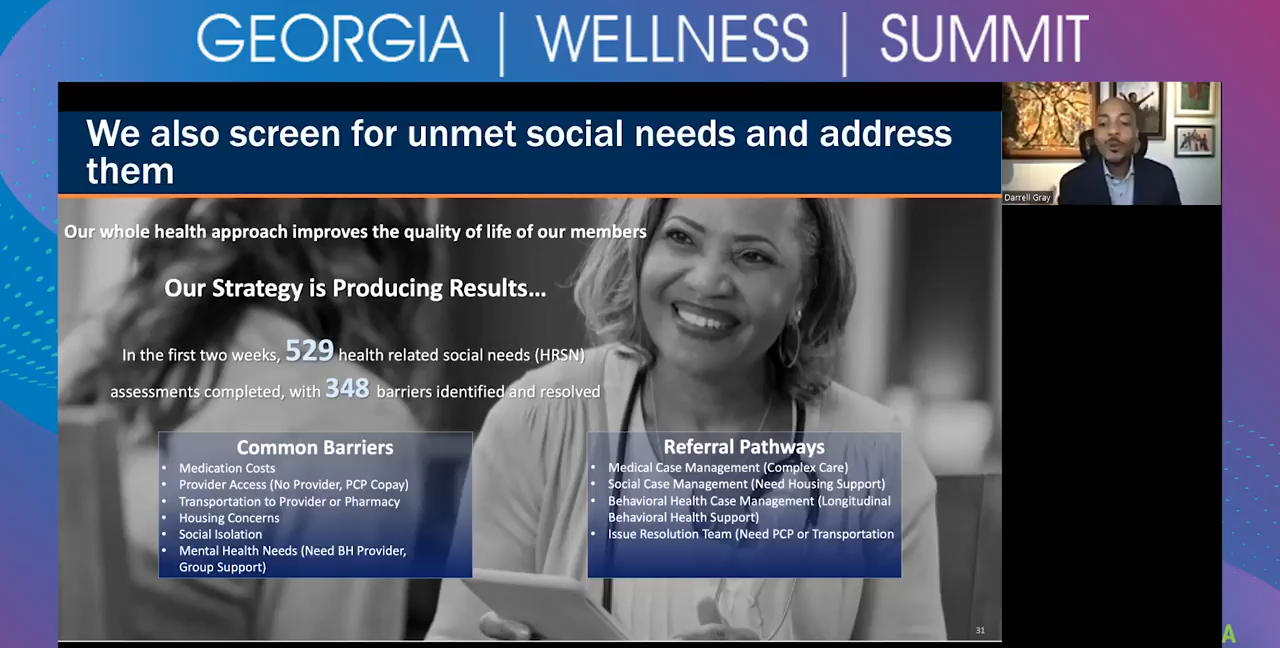 GEORGIA | WELLNESS | SUMMIT
We also screen for unmet social needs and address
them
Darrell Gray
Our whole health approach improves the quality of life of our members
Our Strategy is Producing Results...
In the first two weeks, 529 health related social needs (HRSN)
assessments completed, with 348 barriers identified and resolved
Common Barriers
• Medication Costs
• Provider Access (No Provider, PCP Copay)
• Transportation to Provider or Pharmacy
• Housing Concerns
• Social Isolation
• Mental Health Needs (Need BH Provider,
Group Support)
Referral Pathways
• Medical Case Management (Complex Care)
• Social Case Management (Need Housing Support)
• Behavioral Health Case Management (Longitudinal
Behavioral Health Support)
• Issue Resolution Team (Need PCP or Transportation
31
A